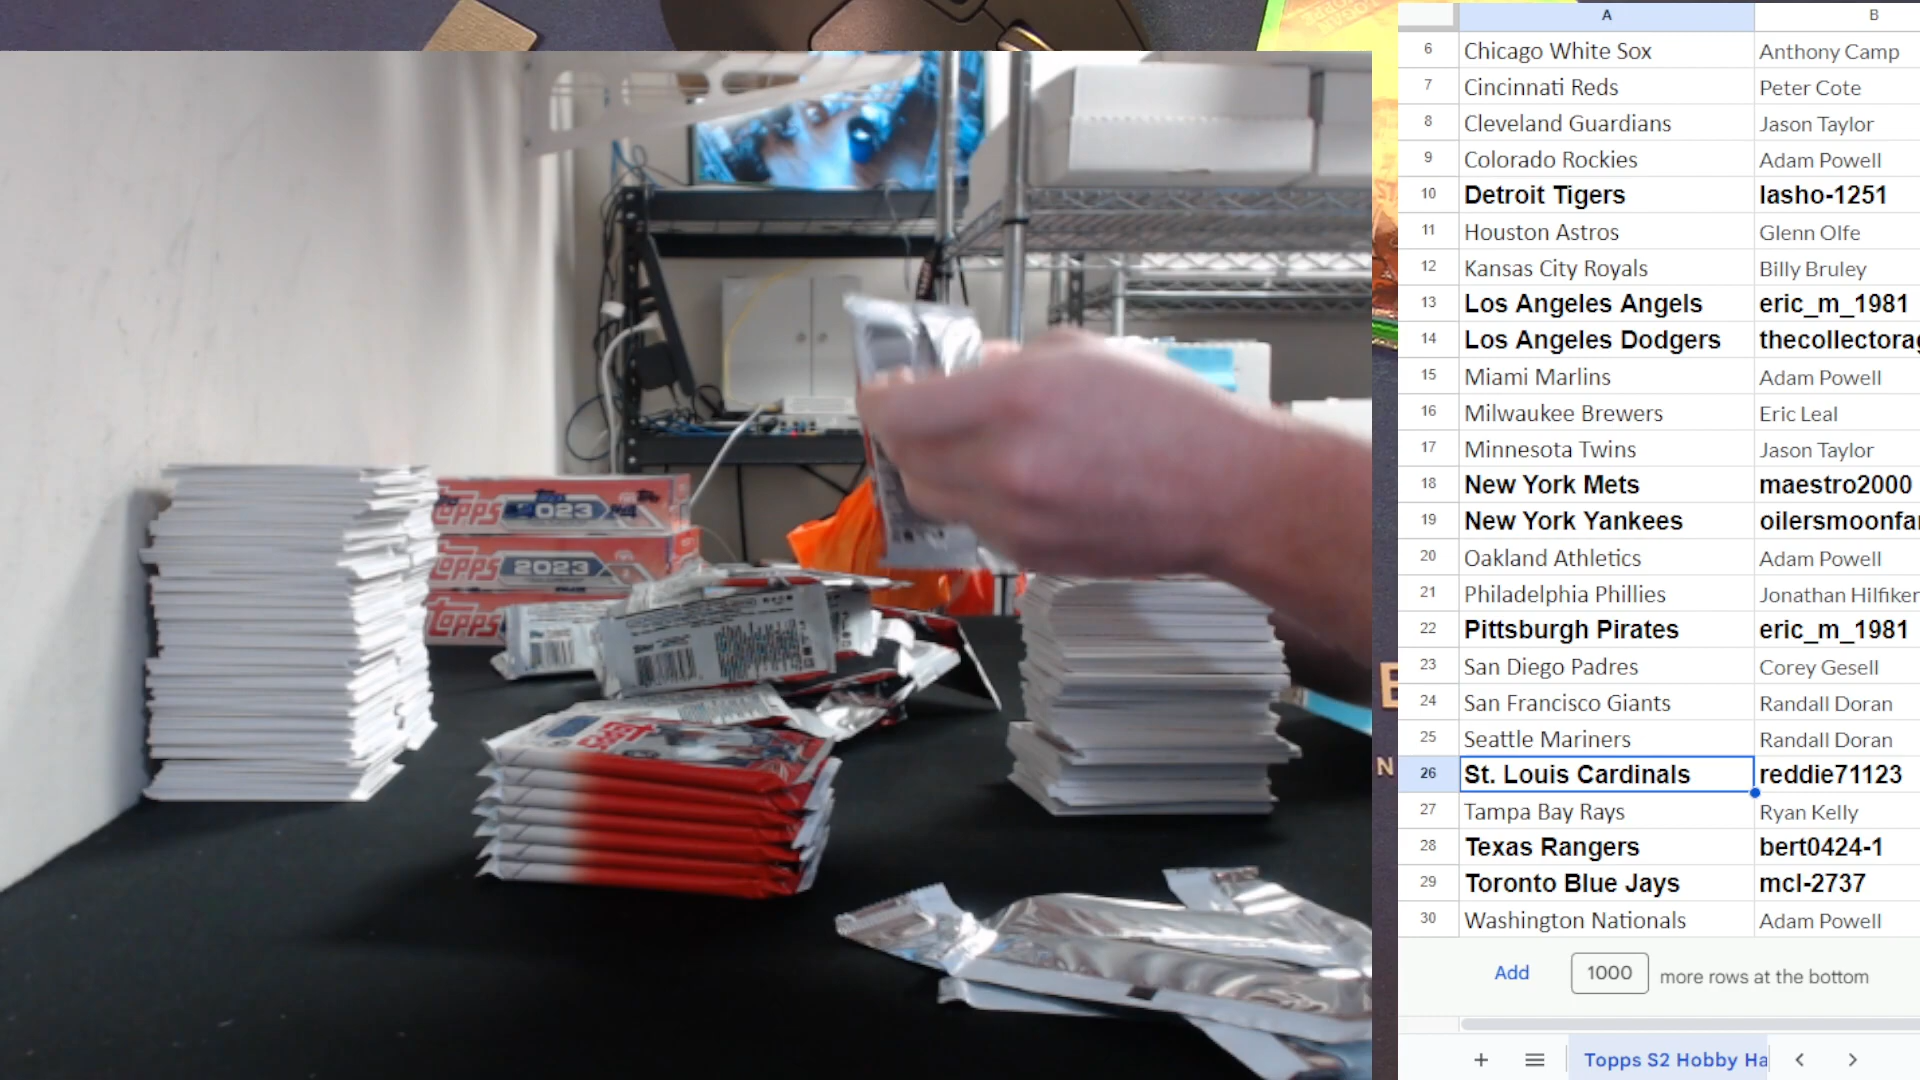 A B
6 Chicago White Sox Anthony Camp
7 Cincinnati Reds Peter Cote
8 Cleveland Guardians Jason Taylor
9 Colorado Rockies Adam Powell
10 Detroit Tigers lasho-1251
11 Houston Astros Glenn Olfe
12 Kansas City Royals Billy Bruley
13 Los Angeles Angels eric_m_1981
14 Los Angeles Dodgers thecollectorag
15 Miami Marlins Adam Powell
16 Milwaukee Brewers Eric Leal
17 Minnesota Twins Jason Taylor
18 New York Mets maestro2000
19 New York Yankees oilersmoonfa
20 Oakland Athletics Adam Powell
21 Philadelphia Phillies Jonathan Hilfiker
22 Pittsburgh Pirates eric_m_1981
23 San Diego Padres Corey Gesell
24 San Francisco Giants Randall Doran
25 Seattle Mariners Randall Doran
26 St. Louis Cardinals reddie71123
27 Tampa Bay Rays Ryan Kelly
28 Texas Rangers bert0424-1
29 Toronto Blue Jays mcl-2737
30 Washington Nationals Adam Powell
Add 1000 more rows at the bottom
+ Topps S2 Hobby Ha
TOPPS 2023
TOPPS 2023
TOPPS